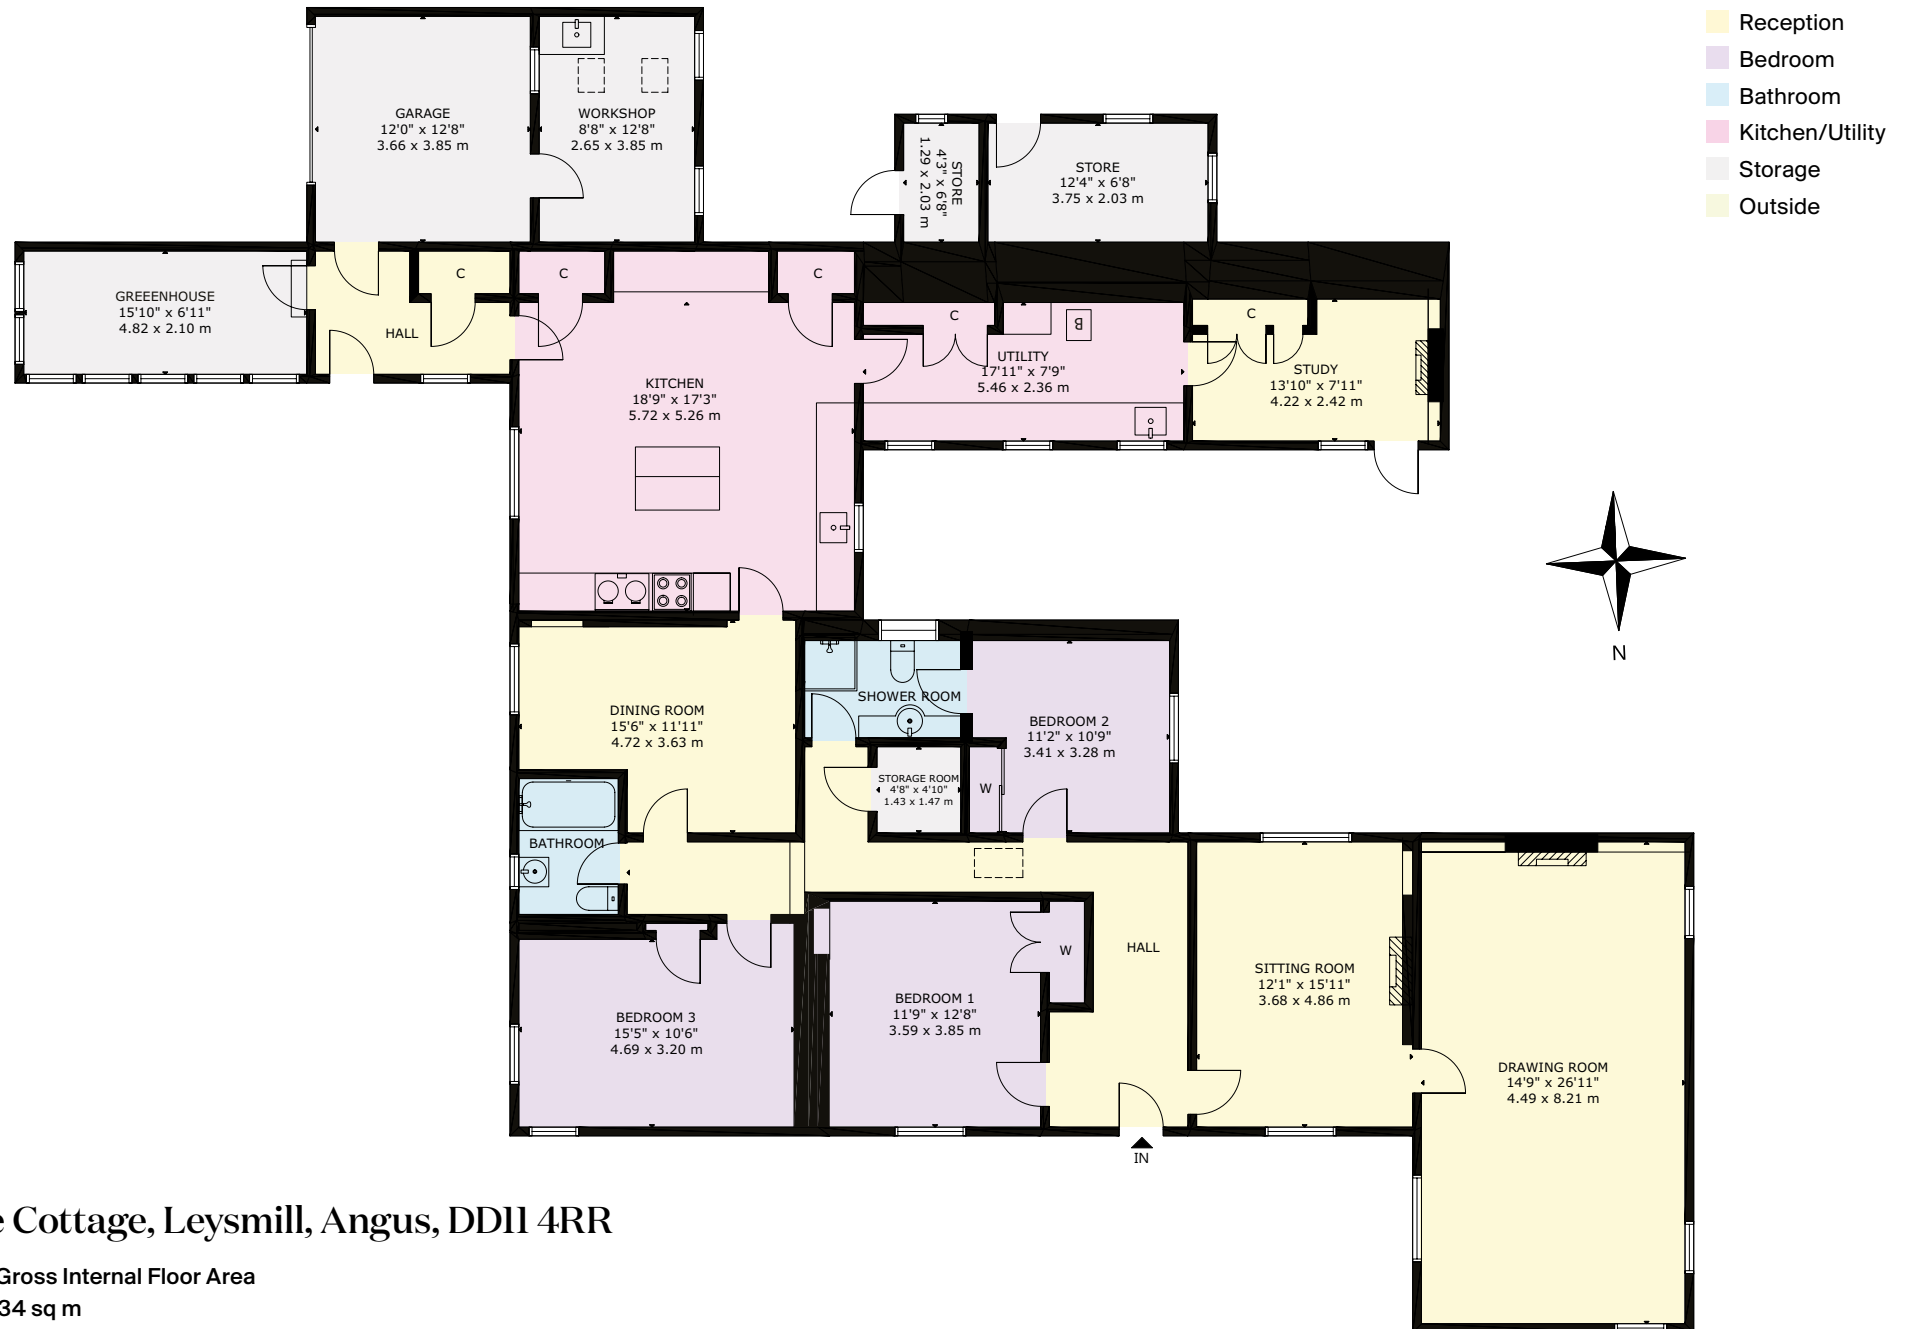 Reception
Bedroom
Bathroom
Kitchen/Utility
Storage
Outside
GARAGE
12'0" x 12'8"
3.66 x 3.85 m
WORKSHOP
8'8" x 12'8"
2.65 x 3.85 m
STORE
4'3" x 6'8"
1.29 x 2.03 m
STORE
12'4" x 6'8"
3.75 x 2.03 m
GREEENHOUSE
15'10" x 6'11"
4.82 x 2.10 m
C
HALL
C
C
KITCHEN
18'9" x 17'3"
5.72 x 5.26 m
C
B
UTILITY
17'11" x 7'9"
5.46 x 2.36 m
C
STUDY
13'10" x 7'11"
4.22 x 2.42 m
N
DINING ROOM
15'6" x 11'11"
4.72 x 3.63 m
SHOWER ROOM
BEDROOM 2
11'2" x 10'9"
3.41 x 3.28 m
STORAGE ROOM
4'8" x 4'10"
1.43 x 1.47 m
W
BATHROOM
BEDROOM 3
15'5" x 10'6"
4.69 x 3.20 m
BEDROOM 1
11'9" x 12'8"
3.59 x 3.85 m
W
HALL
SITTING ROOM
12'1" x 15'11"
3.68 x 4.86 m
DRAWING ROOM
14'9" x 26'11"
4.49 x 8.21 m
IN
Cottage, Leysmill, Angus, DD11 4RR
Gross Internal Floor Area
34 sq m